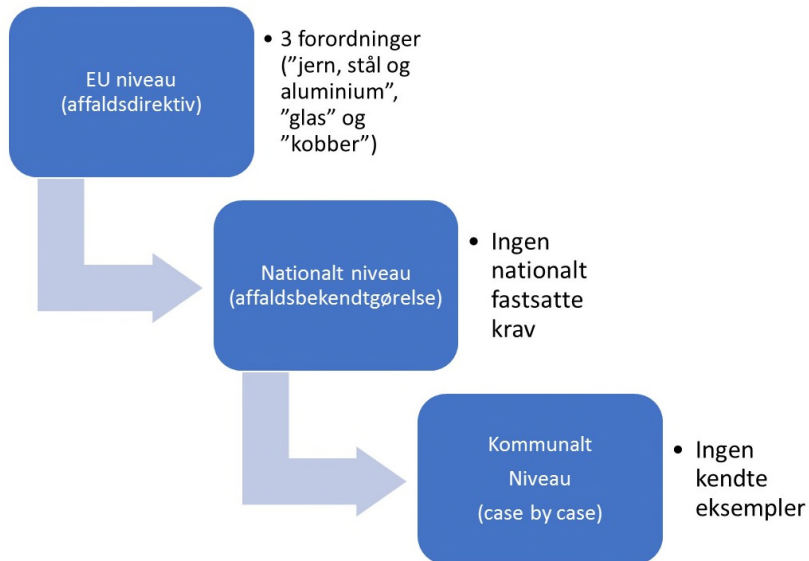 EU niveau
(affaldsdirektiv)
• 3 forordninger
(”jern, stål og
aluminium”,
”glas” og
”kobber”)
Nationalt niveau
(affaldsbekendtgørelse)
• Ingen
nationalt
fastsatte
krav
Kommunalt
Niveau
(case by case)
• Ingen
kendte
eksempler